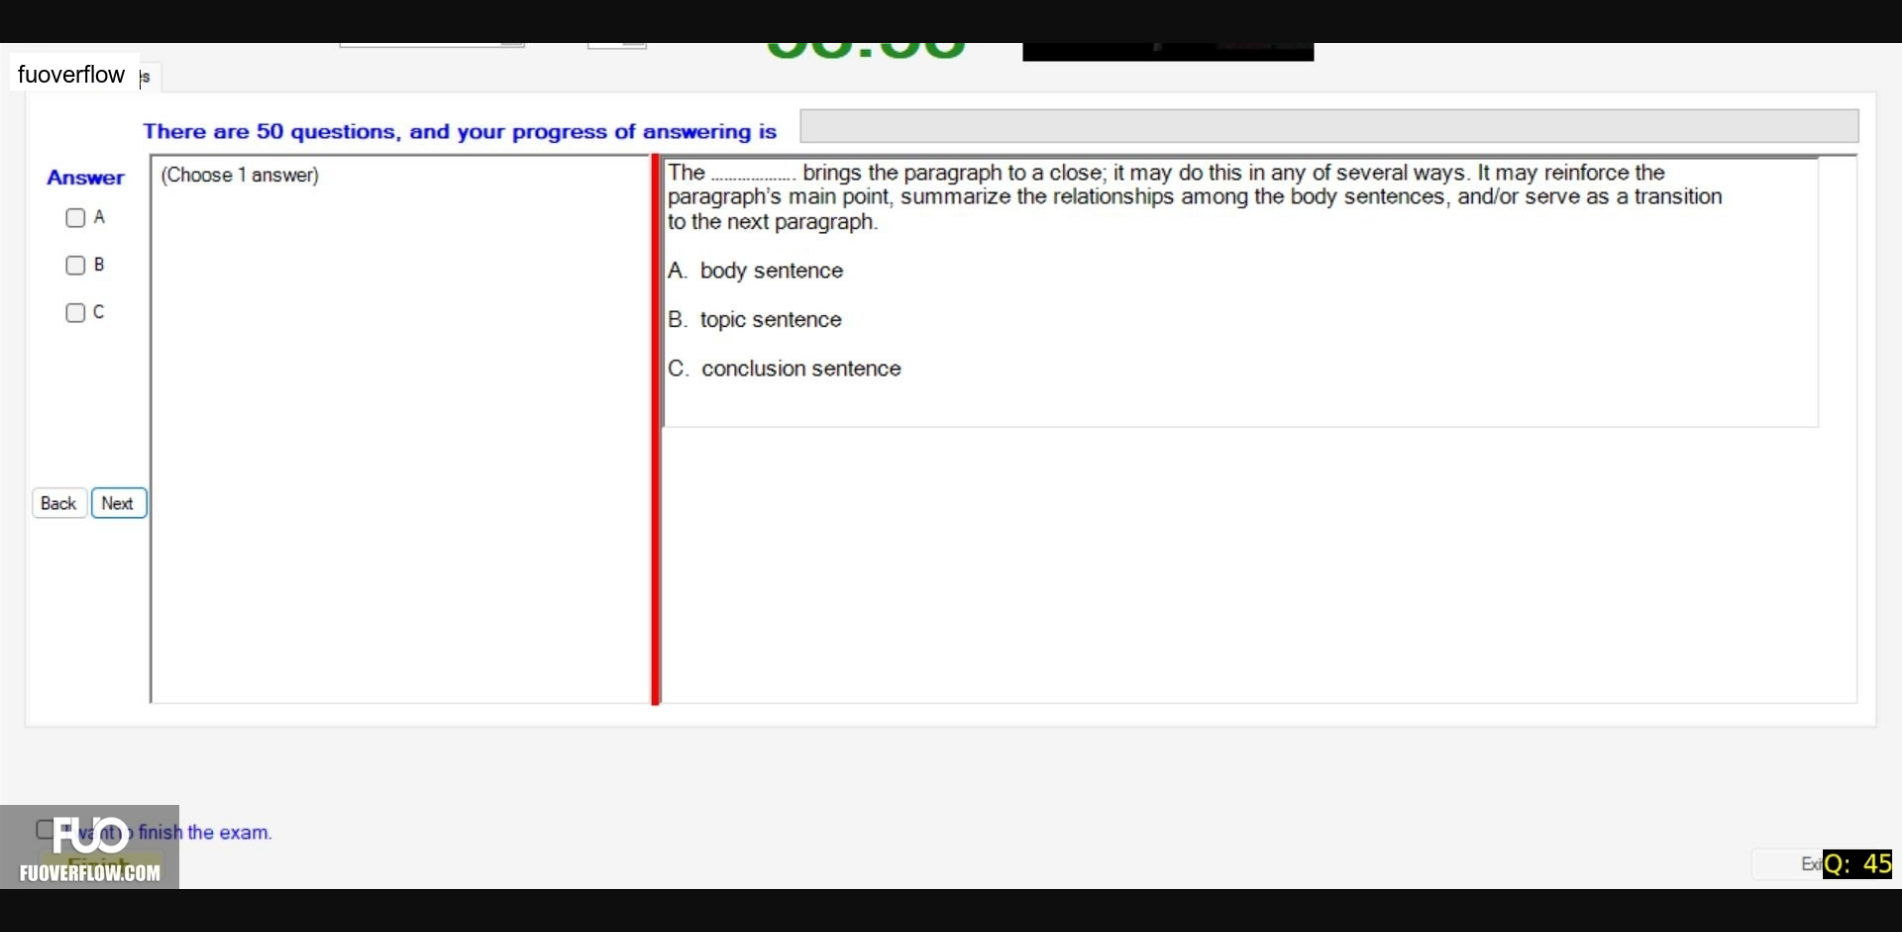 fuoverflow
There are 50 questions, and your progress of answering is
Answer
A
B
C
Back Next
(Choose 1 answer)
The ................... brings the paragraph to a close; it may do this in any of several ways. It may reinforce the
paragraph's main point, summarize the relationships among the body sentences, and/or serve as a transition
to the next paragraph.
A. body sentence
B. topic sentence
C. conclusion sentence
want to finish the exam.
FUO
FUOVERFLOW.COM
Q: 45